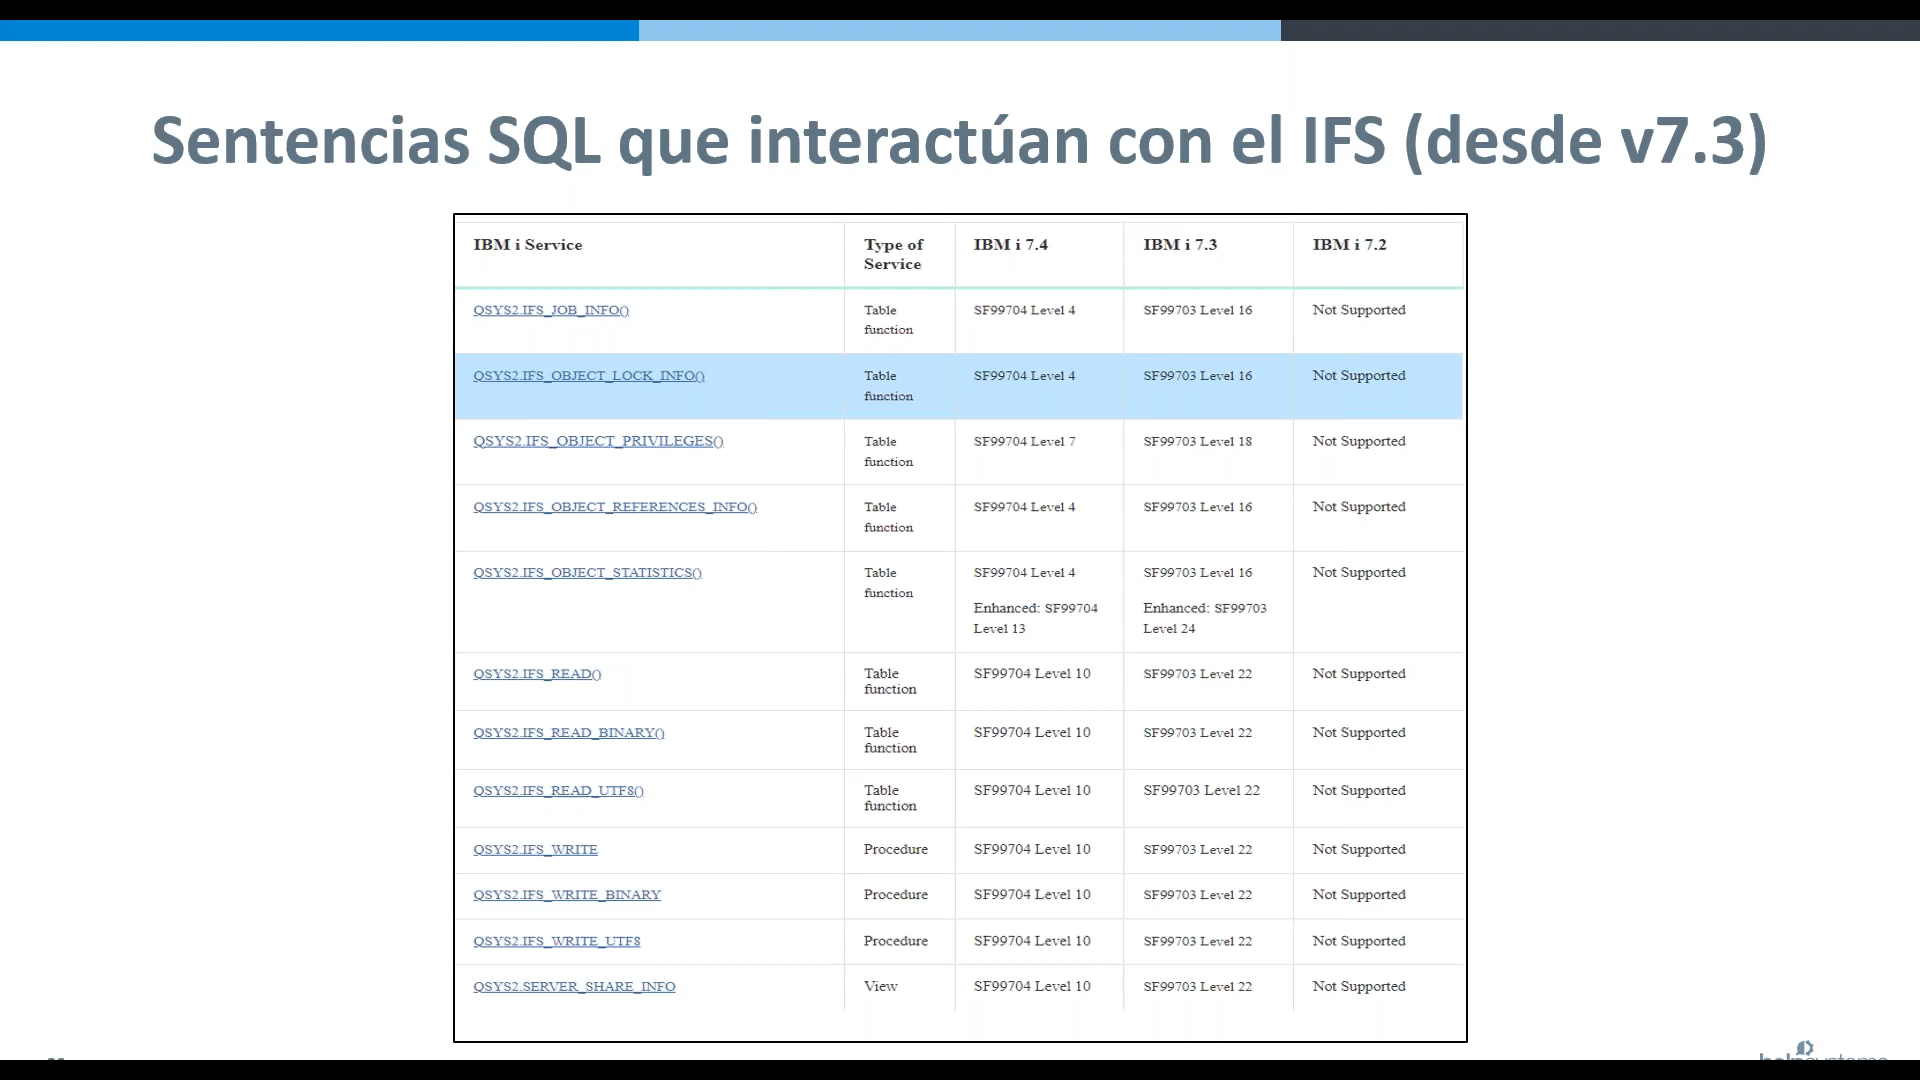 Sentencias SQL que interactúan con el IFS (desde v7.3)
IBM i Service Type of Service IBM i 7.4 IBM i 7.3 IBM i 7.2
QSYS2.IFS_JOB_INFO() Table function SF99704 Level 4 SF99703 Level 16 Not Supported
QSYS2.IFS_OBJECT_LOCK_INFO() Table function SF99704 Level 4 SF99703 Level 16 Not Supported
QSYS2.IFS_OBJECT_PRIVILEGES() Table function SF99704 Level 7 SF99703 Level 18 Not Supported
QSYS2.IFS_OBJECT_REFERENCES_INFO() Table function SF99704 Level 4 SF99703 Level 16 Not Supported
QSYS2.IFS_OBJECT_STATISTICS() Table function SF99704 Level 4 Enhanced: SF99704 Level 13 SF99703 Level 16 Enhanced: SF99703 Level 24 Not Supported
QSYS2.IFS_READ() Table function SF99704 Level 10 SF99703 Level 22 Not Supported
QSYS2.IFS_READ_BINARY() Table function SF99704 Level 10 SF99703 Level 22 Not Supported
QSYS2.IFS_READ_UTF8() Table function SF99704 Level 10 SF99703 Level 22 Not Supported
QSYS2.IFS_WRITE Procedure SF99704 Level 10 SF99703 Level 22 Not Supported
QSYS2.IFS_WRITE_BINARY Procedure SF99704 Level 10 SF99703 Level 22 Not Supported
QSYS2.IFS_WRITE_UTF8 Procedure SF99704 Level 10 SF99703 Level 22 Not Supported
QSYS2.SERVER_SHARE_INFO View SF99704 Level 10 SF99703 Level 22 Not Supported